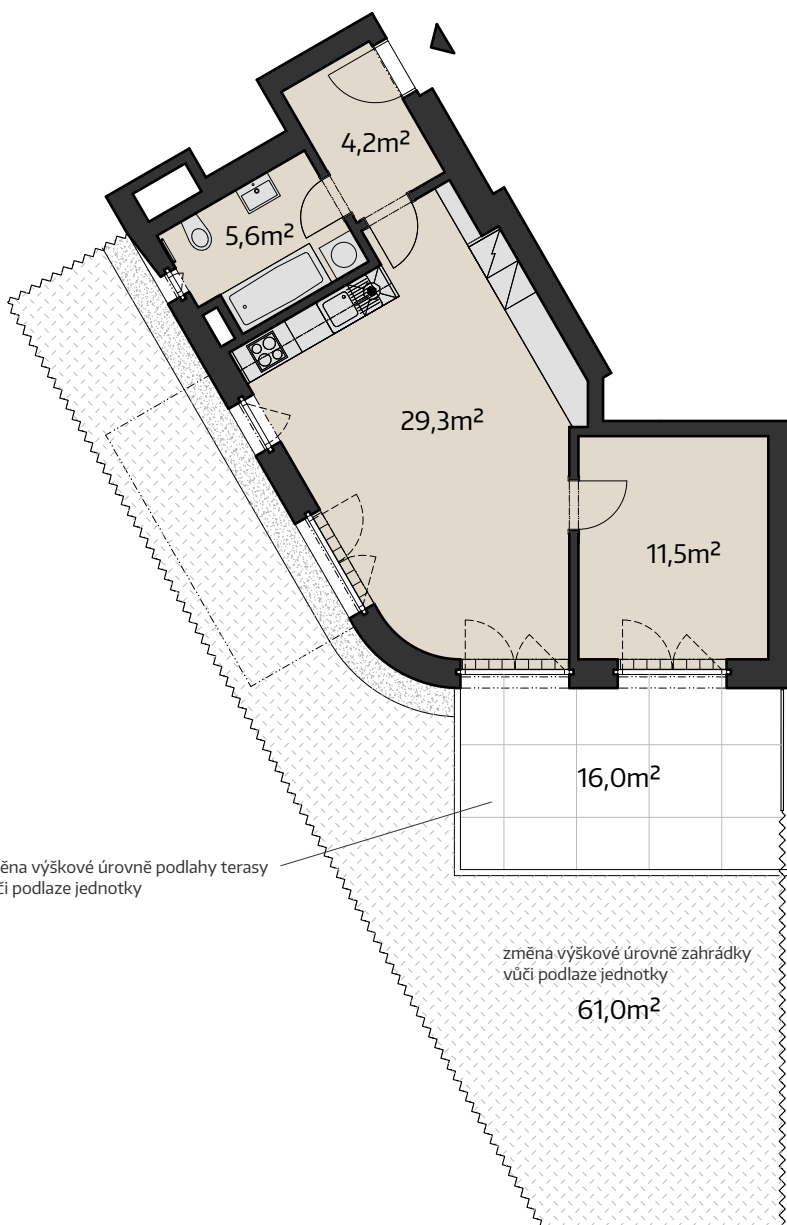 4,2m²
5,6m²
29,3m²
11,5m²
16,0m²
výškové úrovně podlahy terasy
podlaze jednotky
změna výškové úrovně zahrádky
vůči podlaze jednotky
61,0m²